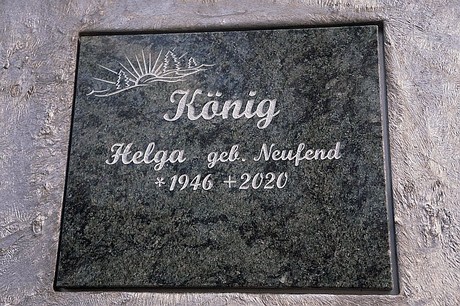 König
Helga geb. Neufend
*1946 +2020